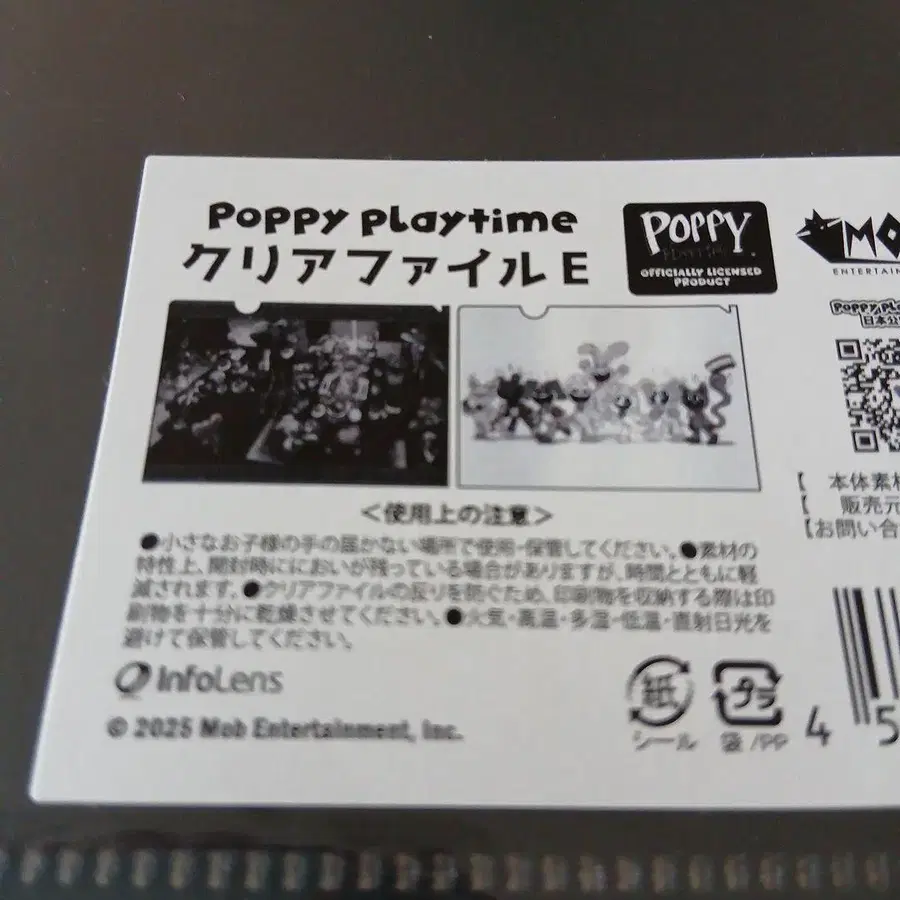 Poppy Playtime
クリアファイル E
POPPY
PLAYTIME
OFFICIALLY LICENSED
PRODUCT
MO
ENTERTAIN
Poppy Pla
日本公
【 本体素材
【 販売元
【お問い合
<使用上の注意>
●小さなお子様の手の届かない場所で使用・保管してください。●素材の
特性上、開封時ににおいが残っている場合がありますが、時間とともに軽
減されます。●クリアファイルの反りを防ぐため、印刷物を収納する際は印
刷物を十分に乾燥させてください。●火気・高温・多湿・低温・直射日光を
避けて保管してください。
InfoLens
© 2025 Mob Entertainment, Inc.
紙
シール
プラ
袋/PP
4 5